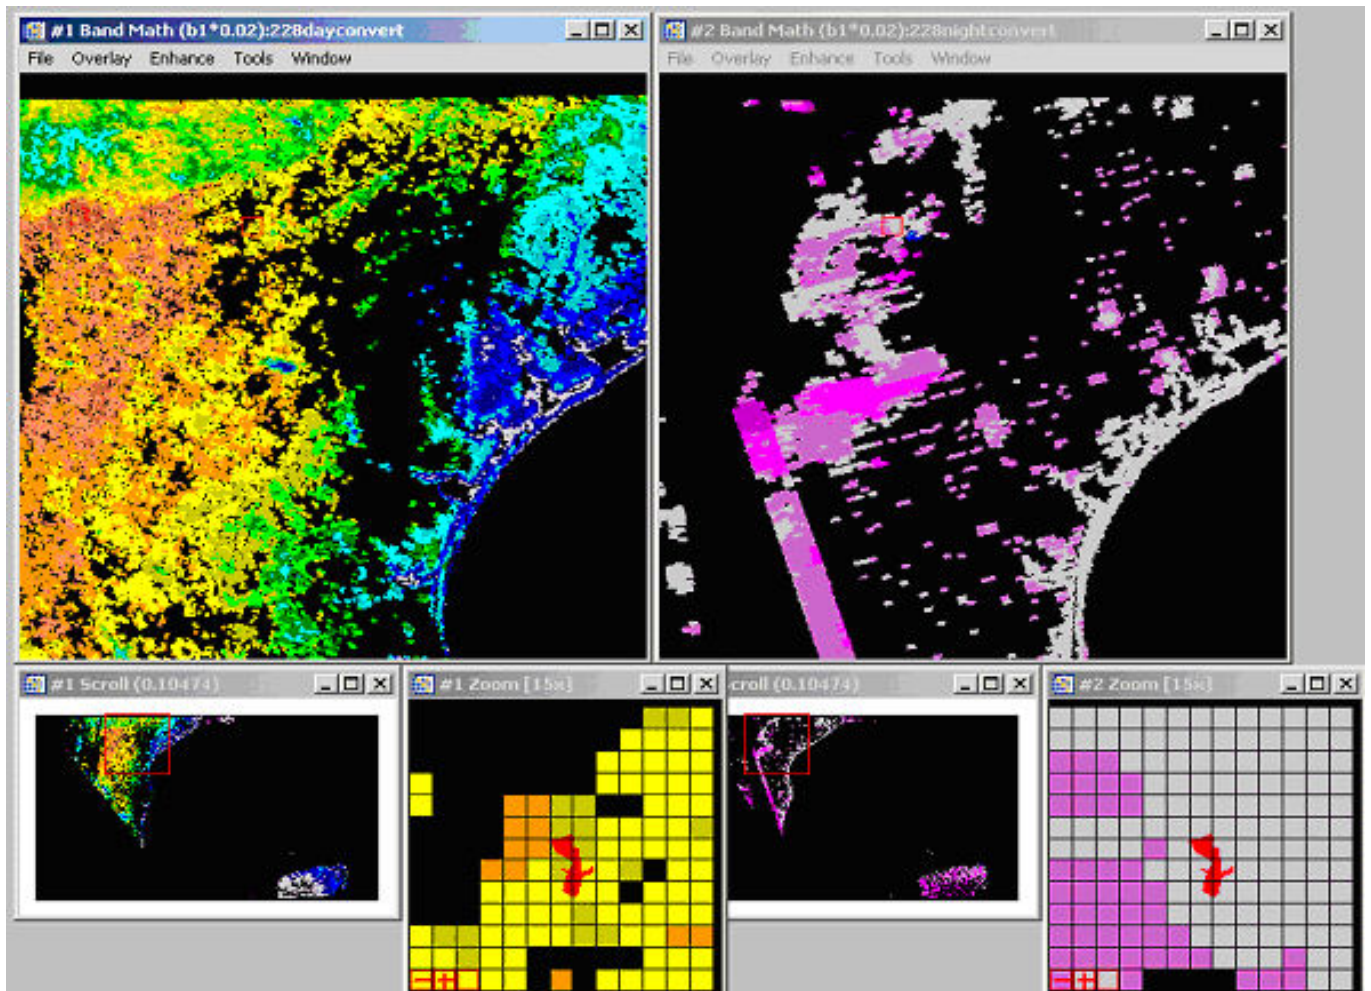 #1 Band Math (b1*0.02):228dayconvert
File Overlay Enhance Tools Window
#2 Band Math (b1*0.02):228nightconvert
File Overlay Enhance Tools Window
#1 Scroll (0.10474)
#1 Zoom [15x]
croll (0.10474)
#2 Zoom [15x]